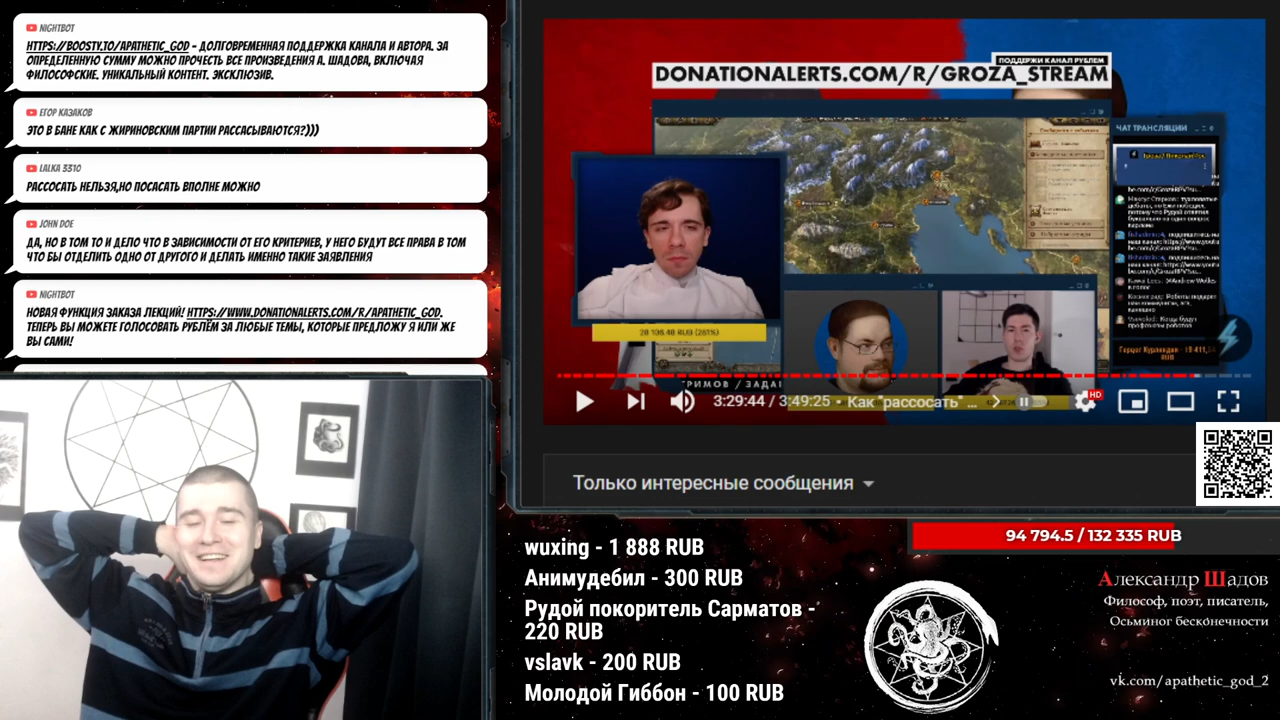 NIGHTBOT
HTTPS://BOOSTY.TO/APATHETIC_GOD - ДОЛГОВРЕМЕННАЯ ПОДДЕРЖКА КАНАЛА И АВТОРА. ЗА
ОПРЕДЕЛЕННУЮ СУММУ МОЖНО ПРОЧЕСТЬ ВСЕ ПРОИЗВЕДЕНИЯ А. ШАДОВА, ВКЛЮЧАЯ
ФИЛОСОФСКИЕ. УНИКАЛЬНЫЙ КОНТЕНТ. ЭКСКЛЮЗИВ.
ЕГОР КАЗАКОВ
ЭТО В БАНЕ КАК С ЖИРИНОВСКИМ ПАРТИИ РАССАСЫВАЮТСЯ?)))
LALKA 3310
РАССОСАТЬ НЕЛЬЗЯ,НО ПОСАСАТЬ ВПОЛНЕ МОЖНО
JOHN DOE
ДА, НО В ТОМ ТО И ДЕЛО ЧТО В ЗАВИСИМОСТИ ОТ ЕГО КРИТЕРИЕВ, У НЕГО БУДУТ ВСЕ ПРАВА В ТОМ
ЧТО БЫ ОТДЕЛИТЬ ОДНО ОТ ДРУГОГО И ДЕЛАТЬ ИМЕННО ТАКИЕ ЗАЯВЛЕНИЯ
NIGHTBOT
НОВАЯ ФУНКЦИЯ ЗАКАЗА ЛЕКЦИЙ! HTTPS://WWW.DONATIONALERTS.COM/R/APATHETIC_GOD.
ТЕПЕРЬ ВЫ МОЖЕТЕ ГОЛОСОВАТЬ РУБЛЁМ ЗА ЛЮБЫЕ ТЕМЫ, КОТОРЫЕ ПРЕДЛОЖУ Я ИЛИ ЖЕ
ВЫ САМИ!
ПОДДЕРЖИ КАНАЛ РУБЛЕМ
DONATIONALERTS.COM/R/GROZA_STREAM
ЧАТ ТРАНСЛЯЦИИ
3:29:44 / 3:49:25 • Как "рассосать" ...
HD
Только интересные сообщения
94 794.5 / 132 335 RUB
wuxing - 1 888 RUB
Анимудебил - 300 RUB
Рудой покоритель Сарматов -
220 RUB
vslavk - 200 RUB
Молодой Гиббон - 100 RUB
Александр Шадов
Философ, поэт, писатель,
Осьминог бесконечности
vk.com/apathetic_god_2